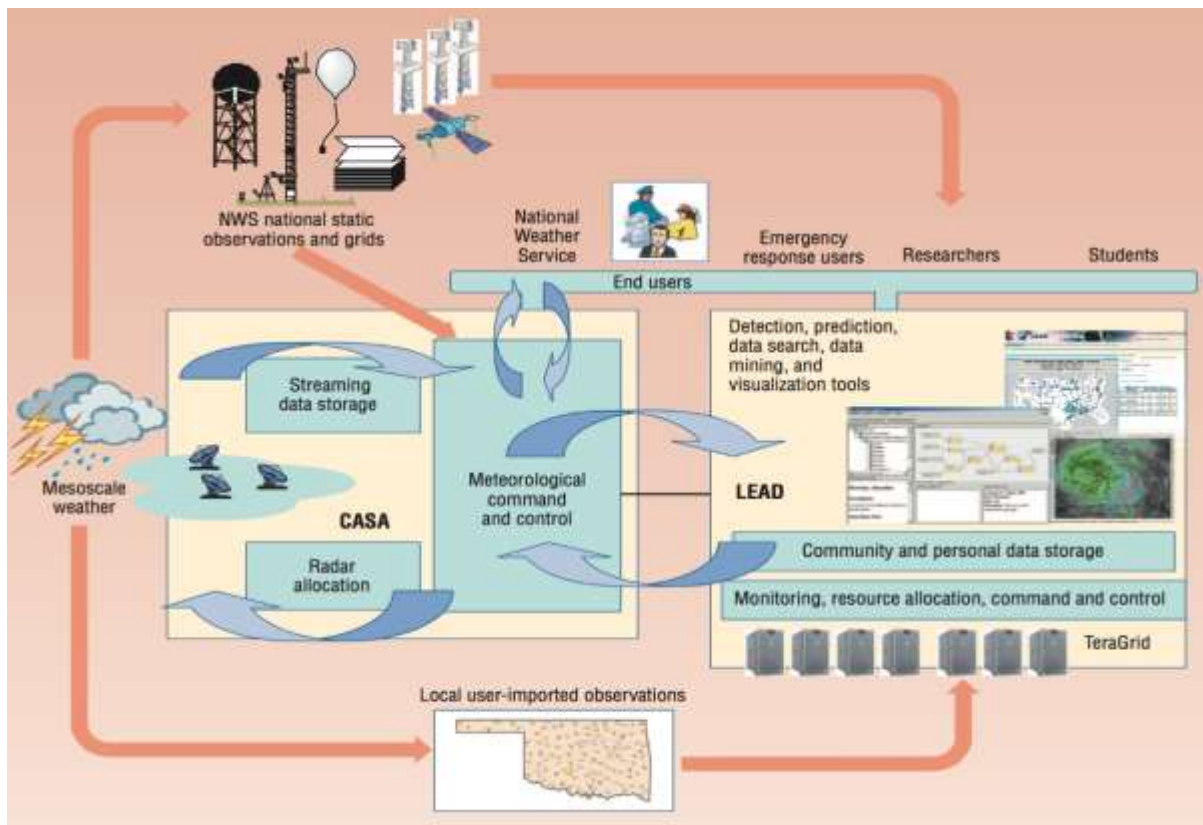 NWS national static
observations and grids
National
Weather
Service
Emergency
response users
Researchers
Students
End users
Detection, prediction,
data search, data
mining, and
visualization tools
Streaming
data storage
Mesoscale
weather
Meteorological
command
and control
CASA
LEAD
Radar
allocation
Community and personal data storage
Monitoring, resource allocation, command and control
TeraGrid
Local user-imported observations